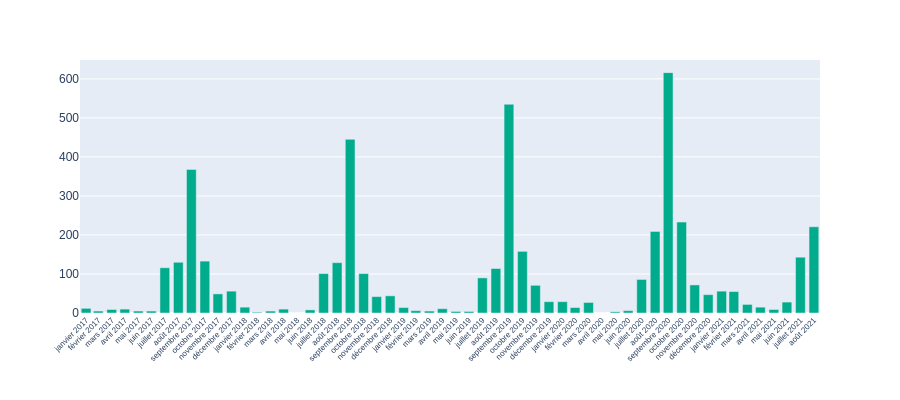 600
500
400
300
200
100
0
janvier 2017
février 2017
mars 2017
avril 2017
mai 2017
juin 2017
juillet 2017
août 2017
septembre 2017
octobre 2017
novembre 2017
décembre 2017
janvier 2018
février 2018
mars 2018
avril 2018
mai 2018
juin 2018
juillet 2018
août 2018
septembre 2018
octobre 2018
novembre 2018
décembre 2018
janvier 2019
février 2019
mars 2019
avril 2019
mai 2019
juin 2019
juillet 2019
août 2019
septembre 2019
octobre 2019
novembre 2019
décembre 2019
janvier 2020
février 2020
mars 2020
avril 2020
mai 2020
juin 2020
juillet 2020
août 2020
septembre 2020
octobre 2020
novembre 2020
décembre 2020
janvier 2021
février 2021
mars 2021
avril 2021
mai 2021
juin 2021
juillet 2021
août 2021